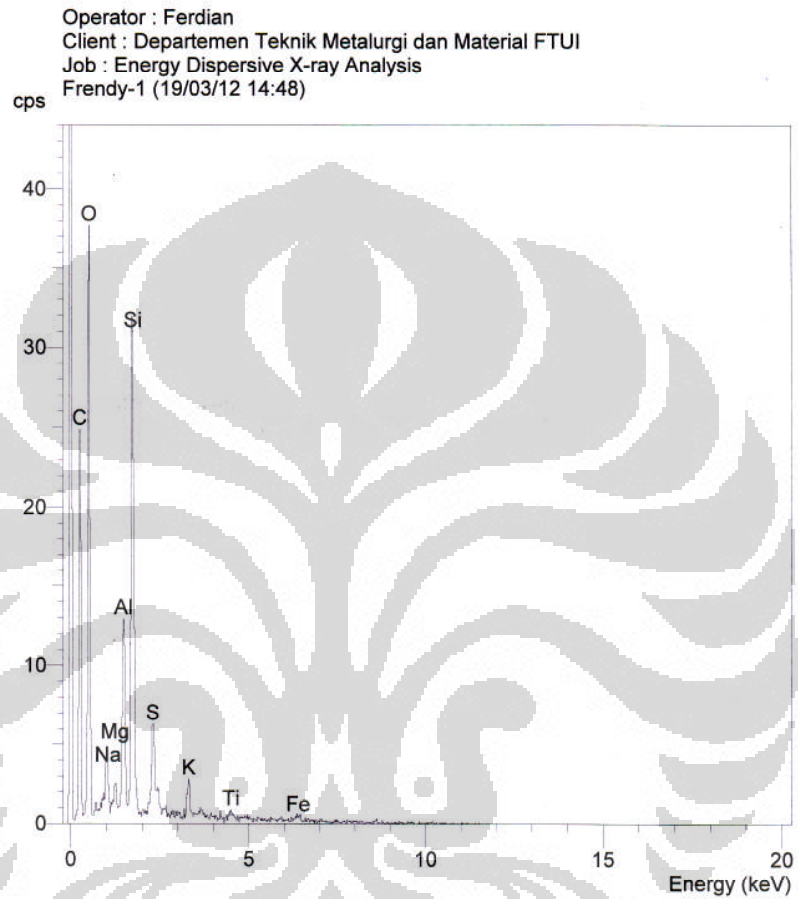 Operator : Ferdian
Client : Departemen Teknik Metalurgi dan Material FTUI
Job : Energy Dispersive X-ray Analysis
Frendy-1 (19/03/12 14:48)
cps
40
O
Si
30
C
20
Al
10
S
Mg
Na
K
Ti
Fe
0
0 5 10 15 20
Energy (keV)